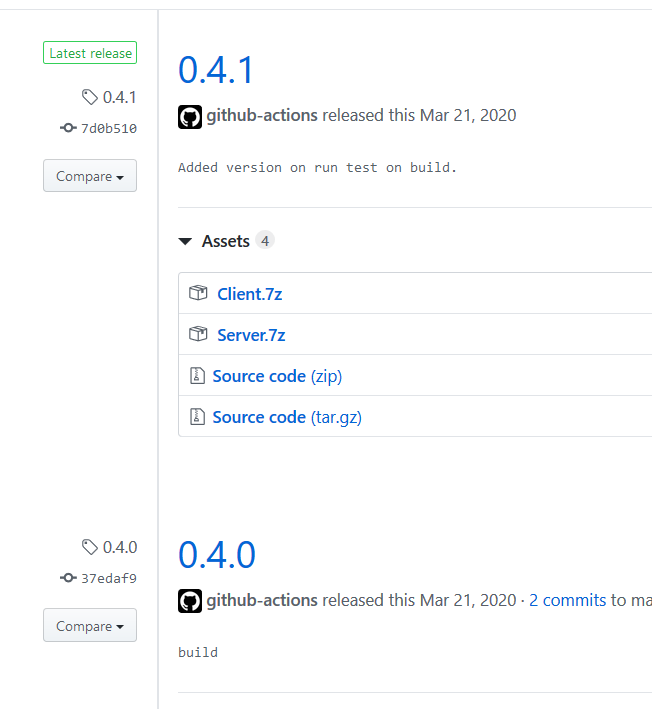 Latest release
0.4.1
7d0b510
Compare
0.4.1
github-actions released this Mar 21, 2020
Added version on run test on build.
Assets 4
Client.7z
Server.7z
Source code (zip)
Source code (tar.gz)
0.4.0
37edaf9
Compare
0.4.0
github-actions released this Mar 21, 2020 · 2 commits to ma
build